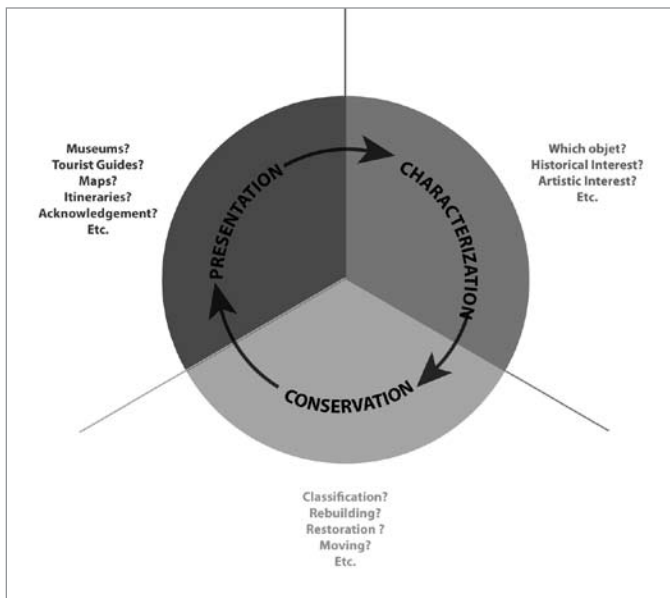 Museums?
Tourist Guides?
Maps?
Itineraries?
Acknowledgement?
Etc.
PRESENTATION
CHARACTERIZATION
Which objet?
Historical Interest?
Artistic Interest?
Etc.
CONSERVATION
Classification?
Rebuilding?
Restoration ?
Moving?
Etc.